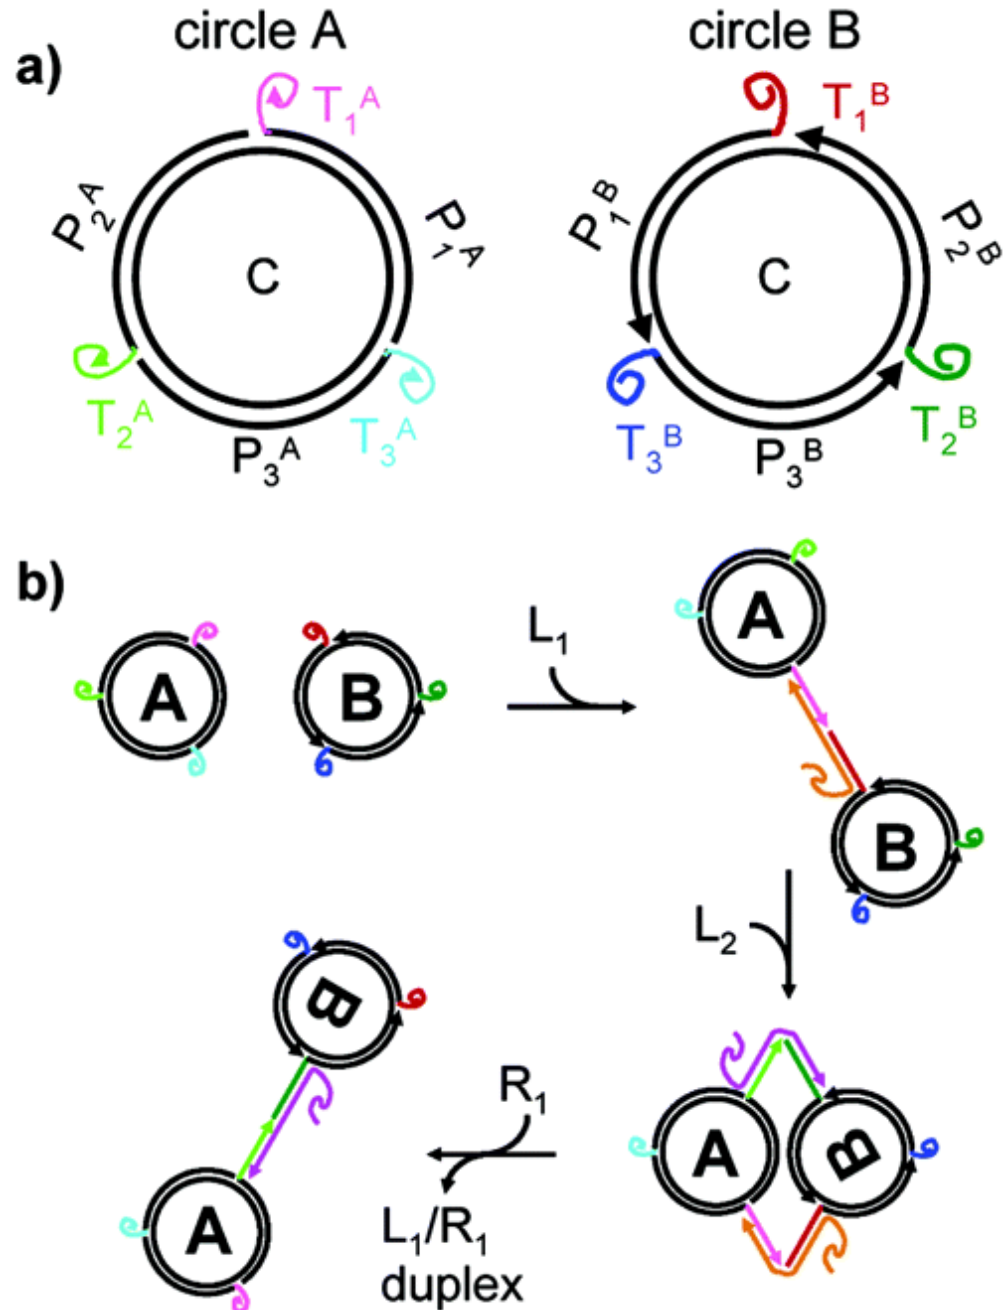 circle A circle B
a)
T₁ᴬ T₁ᴮ
P₂ᴬ P₁ᴬ P₁ᴮ P₂ᴮ
C C
T₂ᴬ T₃ᴬ T₃ᴮ T₂ᴮ
P₃ᴬ P₃ᴮ
b)
A B L₁ A
B
L₂
B
R₁
A A B
L₁/R₁
duplex